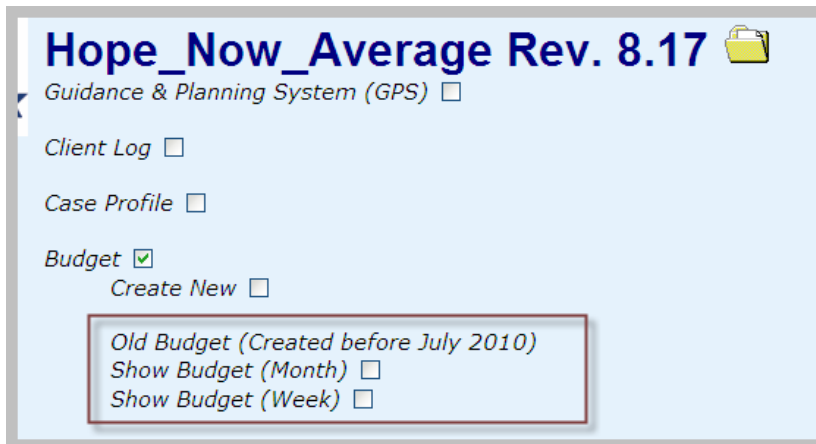 Hope_Now_Average Rev. 8.17
Guidance & Planning System (GPS)
Client Log
Case Profile
Budget
Create New
Old Budget (Created before July 2010)
Show Budget (Month)
Show Budget (Week)